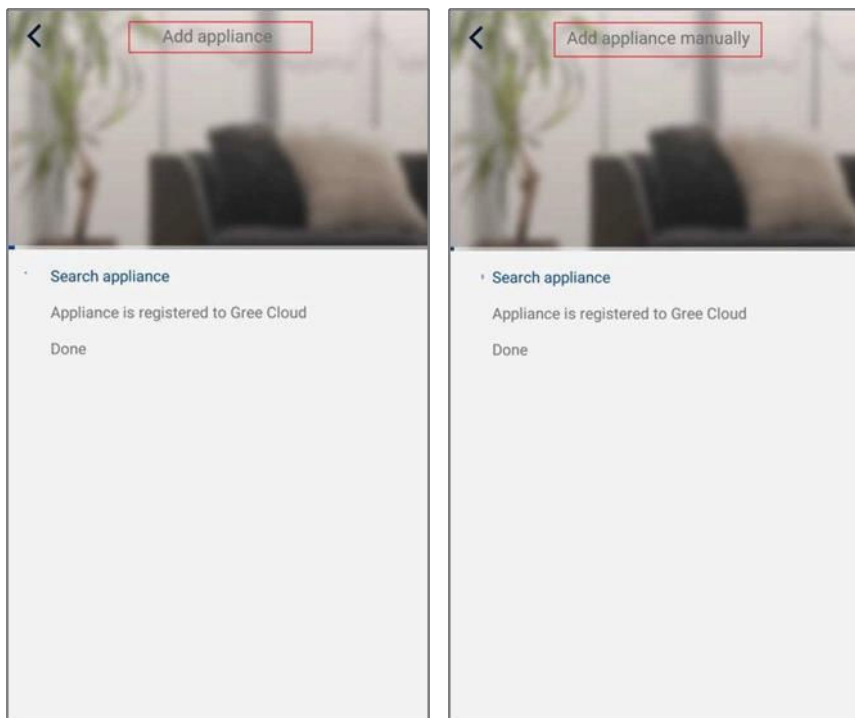 Add appliance
Search appliance
Appliance is registered to Gree Cloud
Done
Add appliance manually
Search appliance
Appliance is registered to Gree Cloud
Done